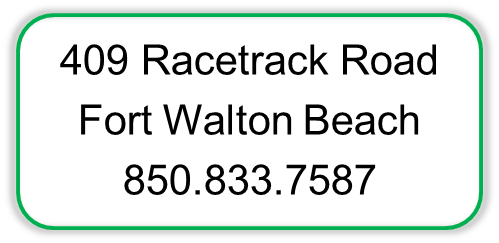 409 Racetrack Road
Fort Walton Beach
850.833.7587